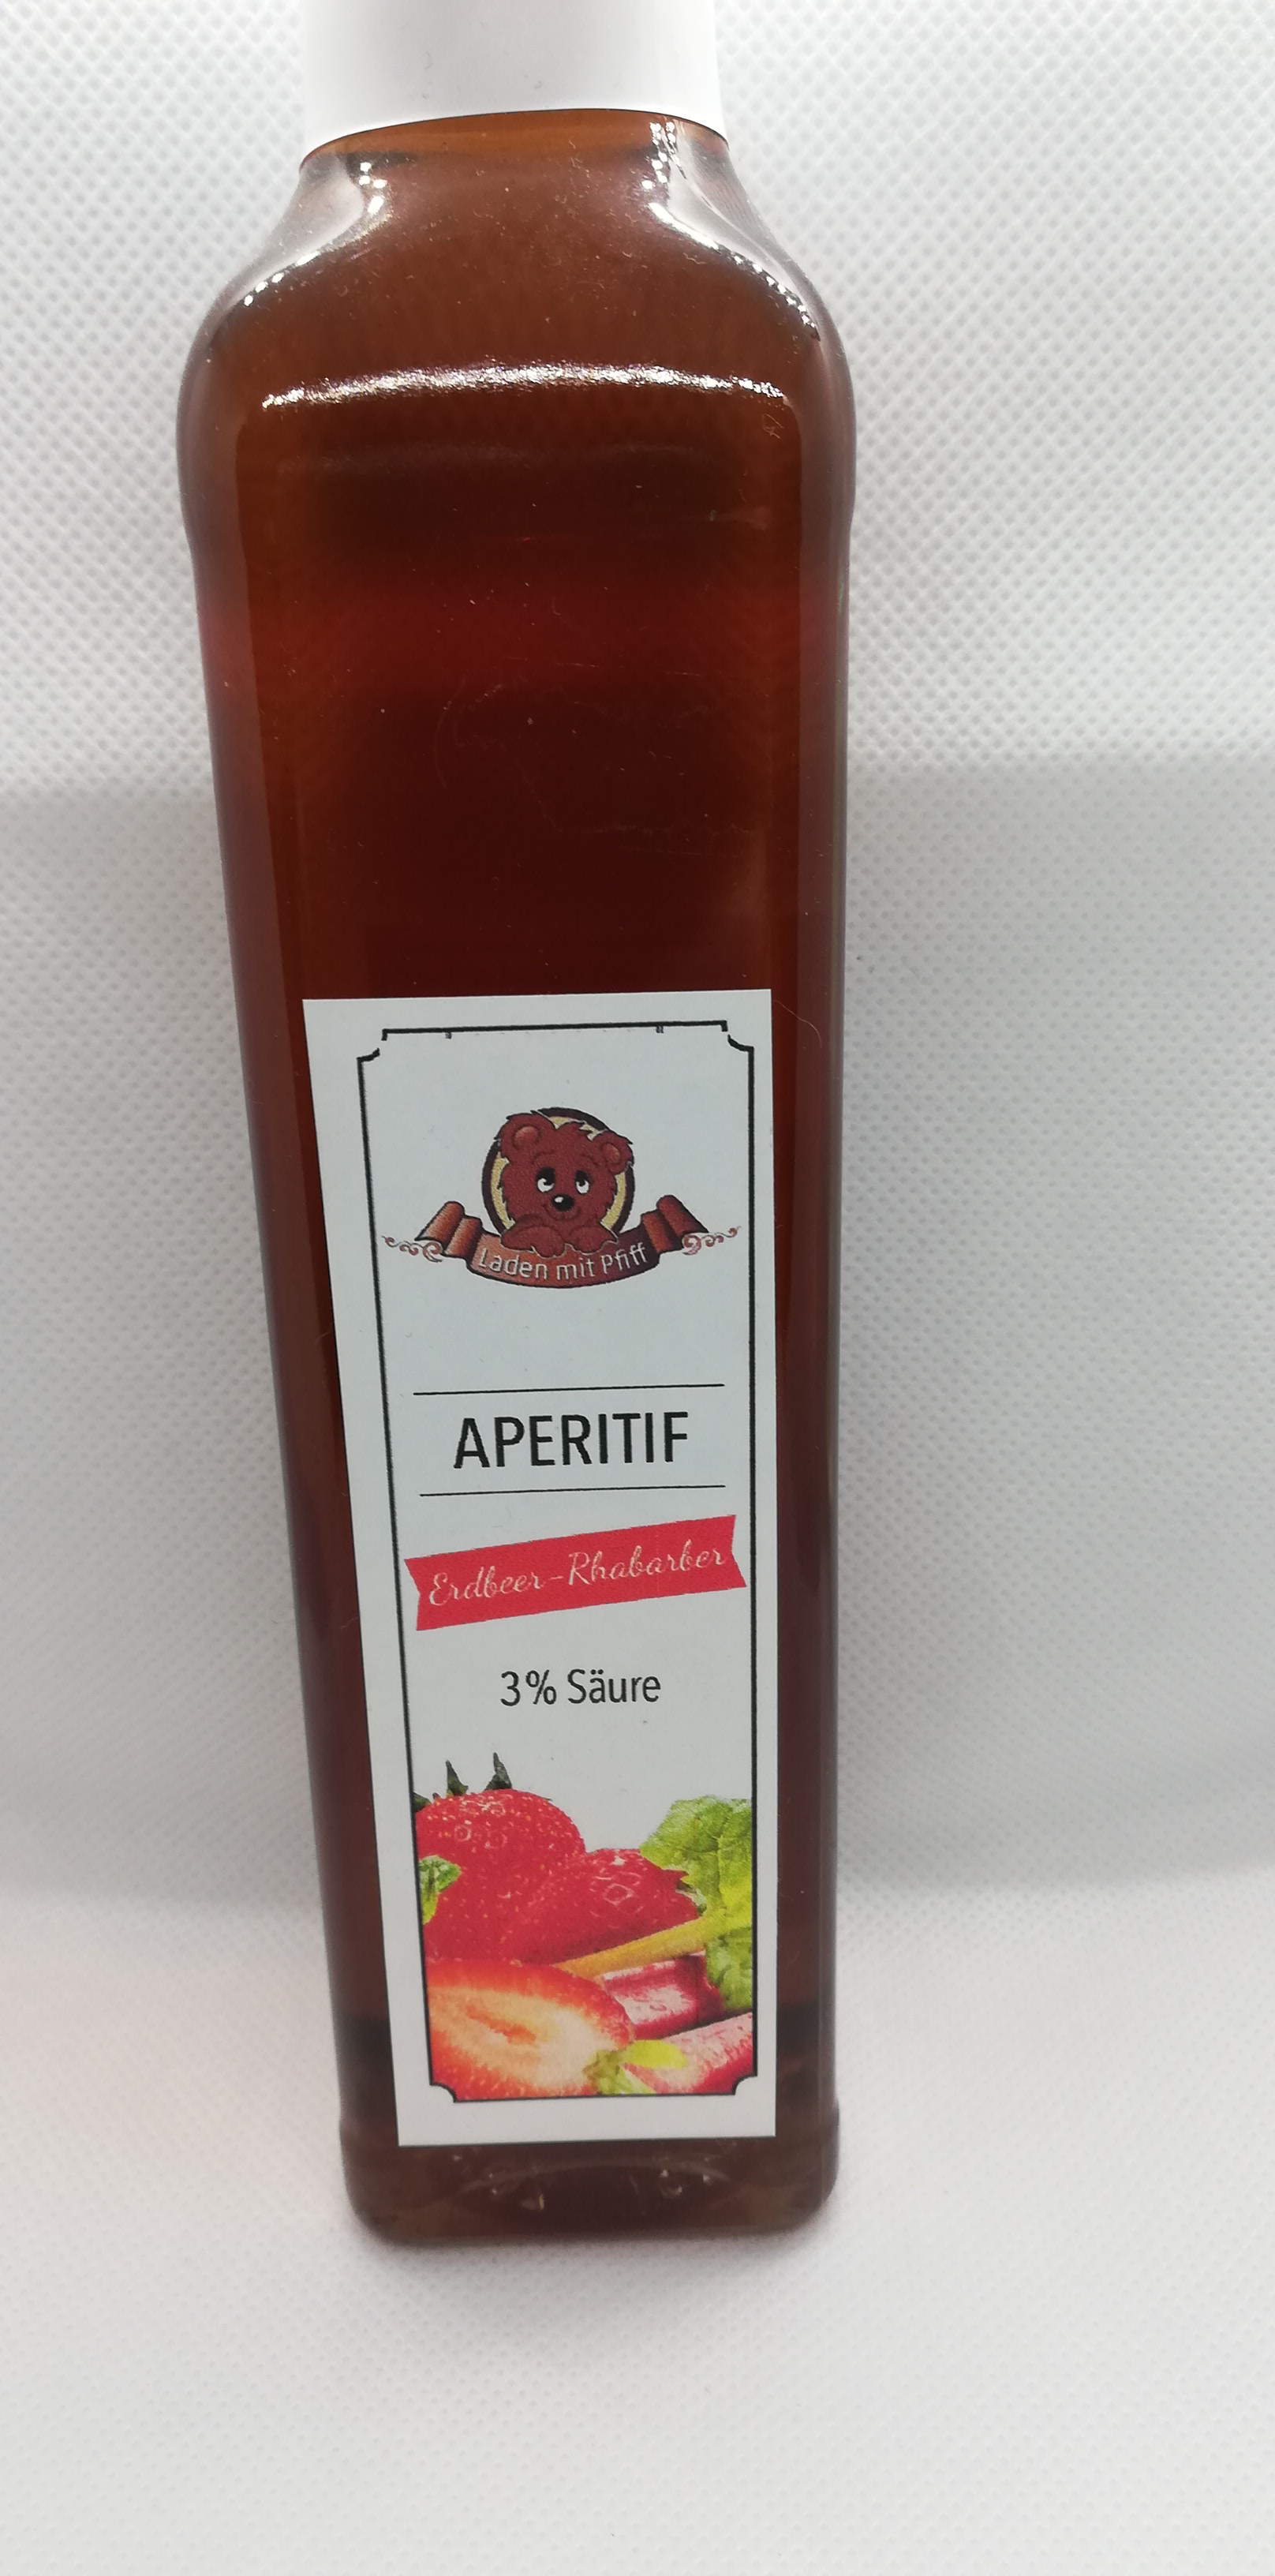 Laden mit Pfiff
APERITIF
Erdbeer-Rhabarber
3% Säure